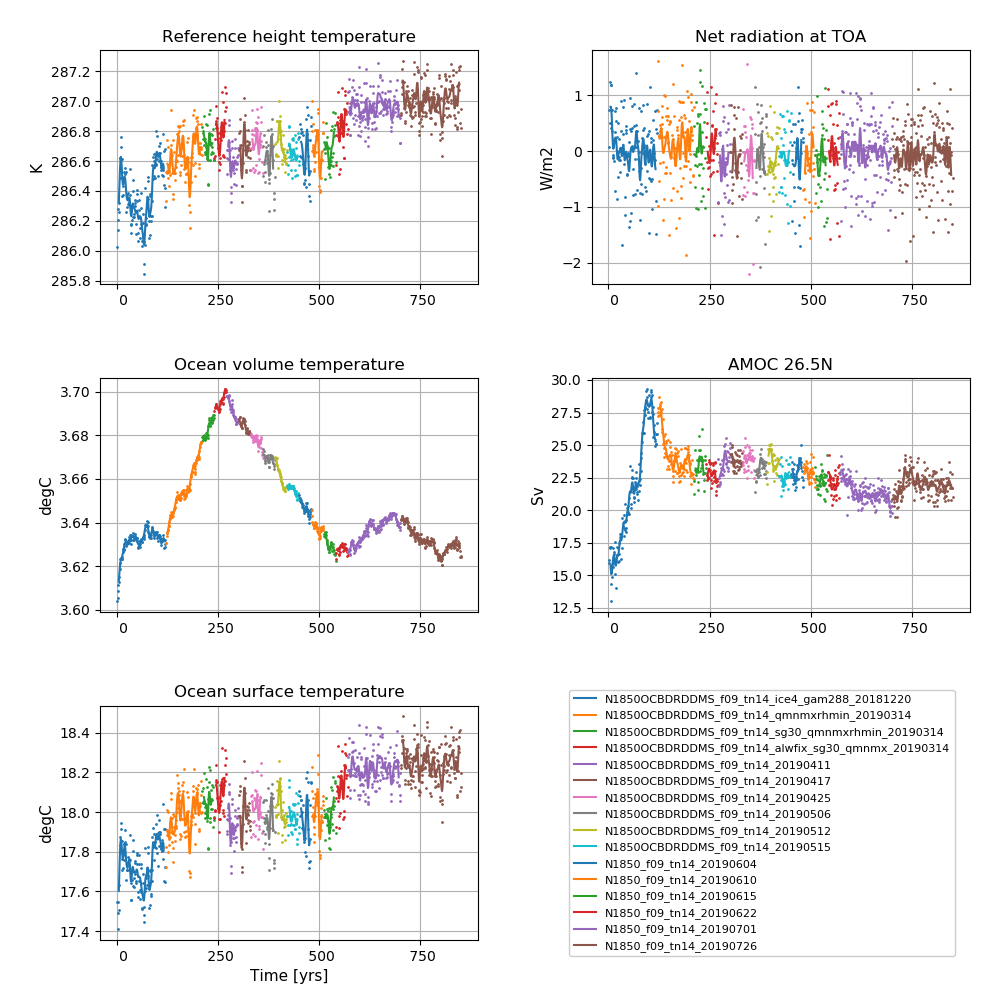 Reference height temperature
K
287.2
287.0
286.8
286.6
286.4
286.2
286.0
285.8
0 250 500 750
Net radiation at TOA
W/m2
1
0
−1
−2
0 250 500 750
Ocean volume temperature
degC
3.70
3.68
3.66
3.64
3.62
3.60
0 250 500 750
AMOC 26.5N
Sv
30.0
27.5
25.0
22.5
20.0
17.5
15.0
12.5
0 250 500 750
Ocean surface temperature
degC
18.4
18.2
18.0
17.8
17.6
17.4
0 250 500 750
Time [yrs]
N1850OCBDRDDMS_f09_tn14_ice4_gam288_20181220
N1850OCBDRDDMS_f09_tn14_qmnmxrhmin_20190314
N1850OCBDRDDMS_f09_tn14_sg30_qmnmxrhmin_20190314
N1850OCBDRDDMS_f09_tn14_alwfix_sg30_qmnmx_20190314
N1850OCBDRDDMS_f09_tn14_20190411
N1850OCBDRDDMS_f09_tn14_20190417
N1850OCBDRDDMS_f09_tn14_20190425
N1850OCBDRDDMS_f09_tn14_20190506
N1850OCBDRDDMS_f09_tn14_20190512
N1850OCBDRDDMS_f09_tn14_20190515
N1850_f09_tn14_20190604
N1850_f09_tn14_20190610
N1850_f09_tn14_20190615
N1850_f09_tn14_20190622
N1850_f09_tn14_20190701
N1850_f09_tn14_20190726